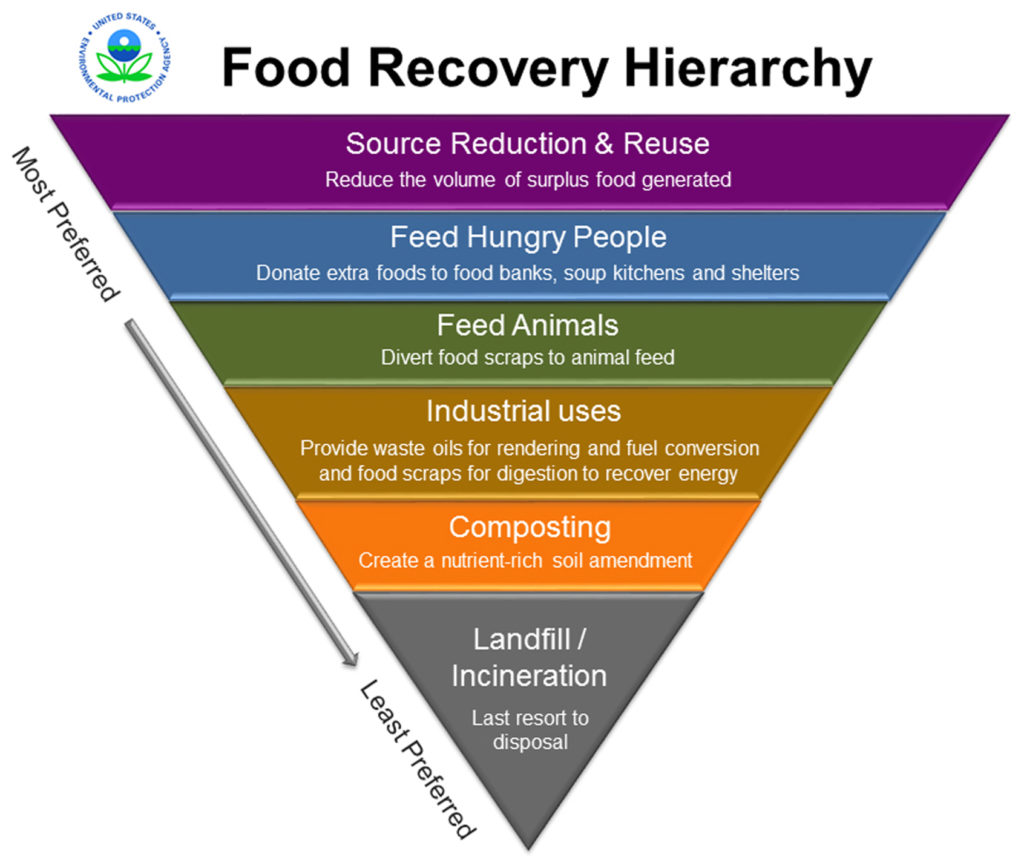 UNITED STATES
ENVIRONMENTAL PROTECTION AGENCY
Food Recovery Hierarchy
Most Preferred
Source Reduction & Reuse
Reduce the volume of surplus food generated
Feed Hungry People
Donate extra foods to food banks, soup kitchens and shelters
Feed Animals
Divert food scraps to animal feed
Industrial uses
Provide waste oils for rendering and fuel conversion
and food scraps for digestion to recover energy
Composting
Create a nutrient-rich soil amendment
Landfill /
Incineration
Last resort to
disposal
Least Preferred